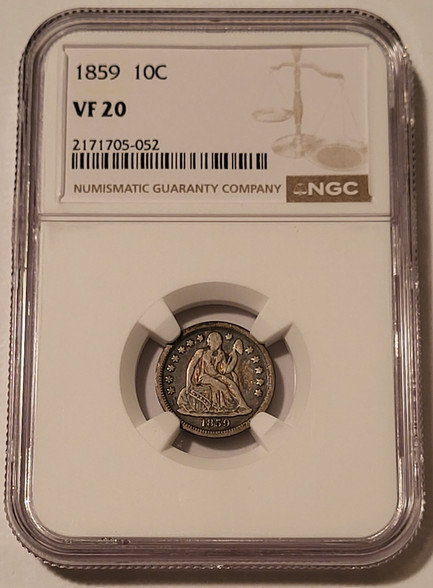 1859 10C
VF 20
2171705-052
NUMISMATIC GUARANTY COMPANY NGC
1859